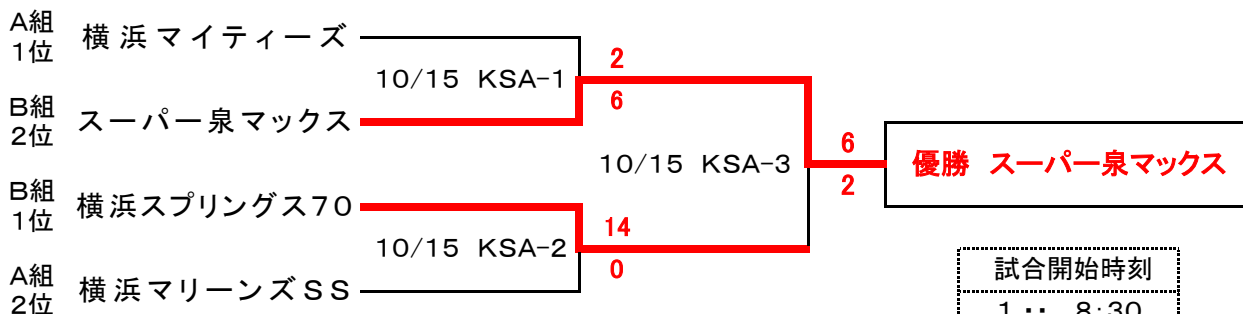 A組
1位
横浜マイティーズ
10/15 KSA-1
2
6
B組
2位
スーパー泉マックス
10/15 KSA-3
6
2
優勝 スーパー泉マックス
B組
1位
横浜スプリングス70
10/15 KSA-2
14
0
A組
2位
横浜マリーンズSS
試合開始時刻
1 ‥ 8:30